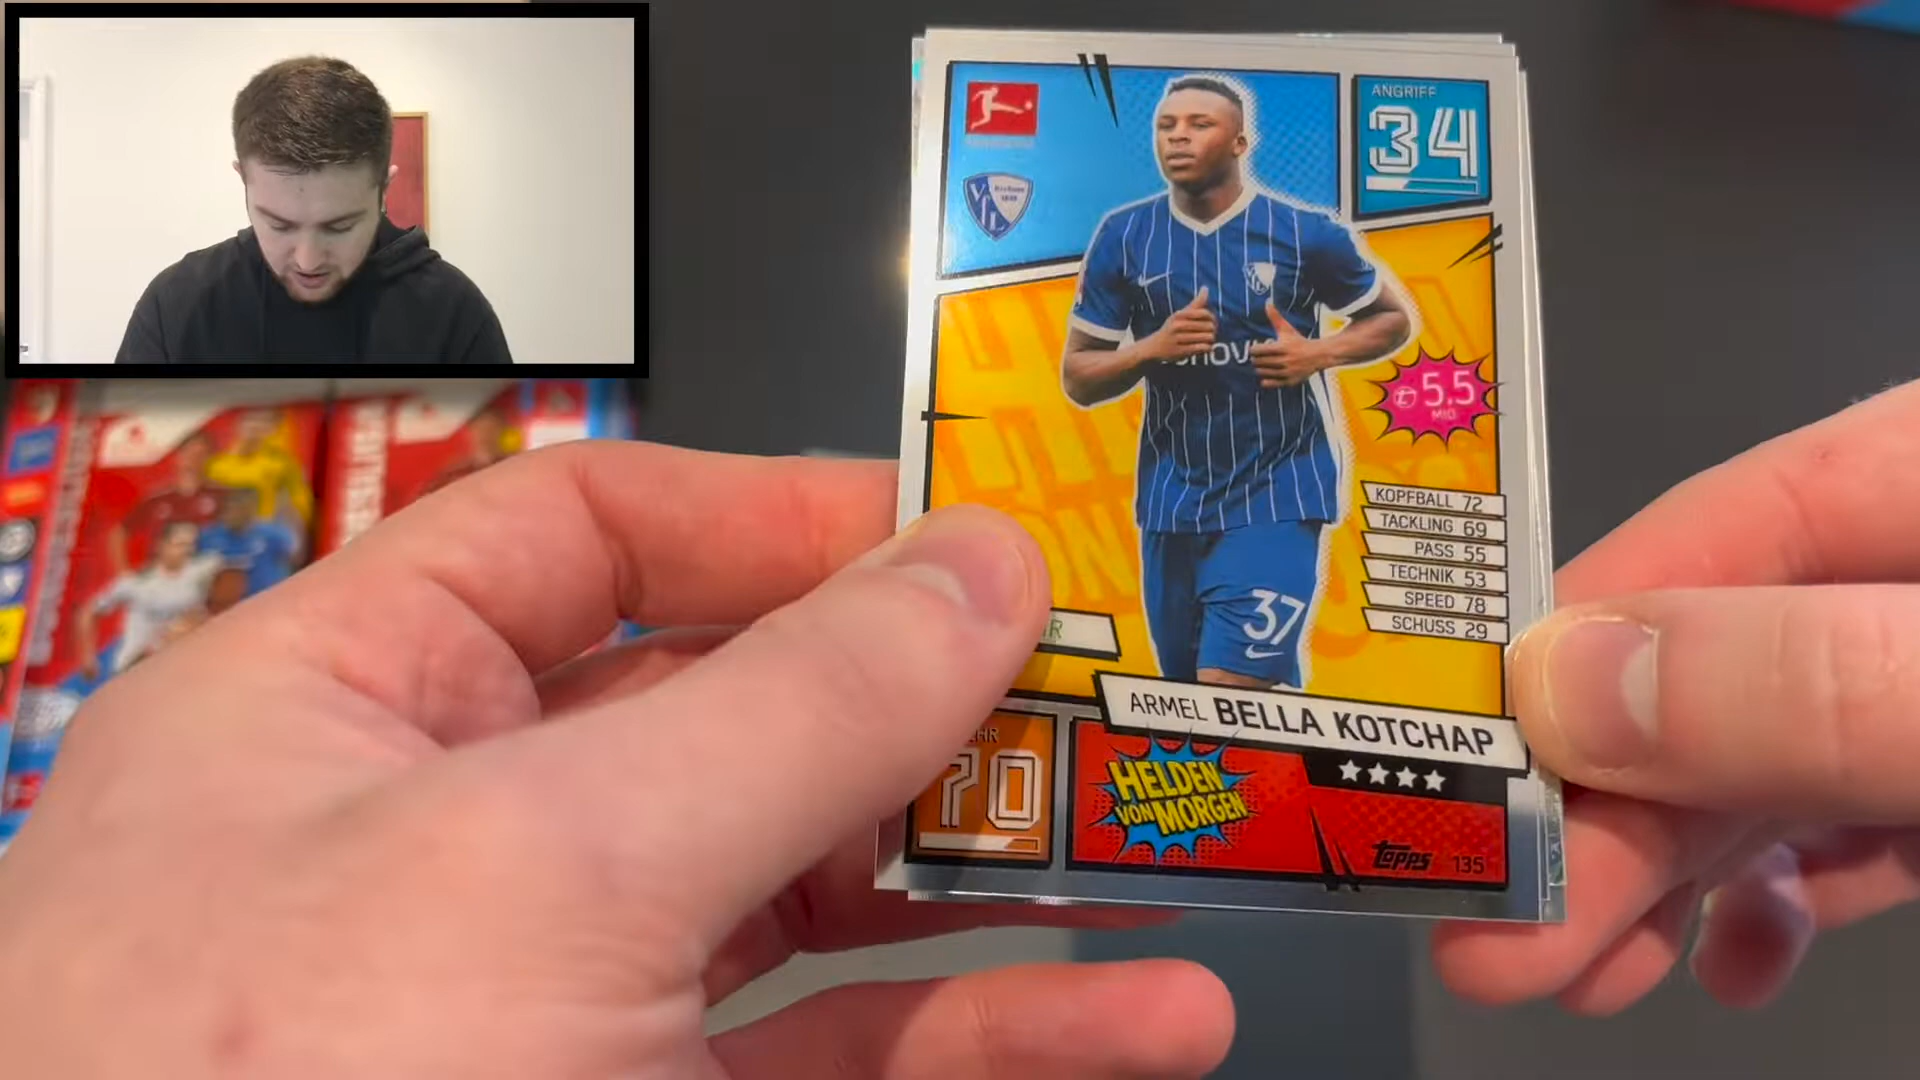 ANGRIFF
34
VfL
5.5
MIO.
KOPFBALL 72
TACKLING 69
PASS 55
TECHNIK 53
SPEED 78
SCHUSS 29
37
ARMEL BELLA KOTCHAP
70
HELDEN
VON MORGEN
topps 135